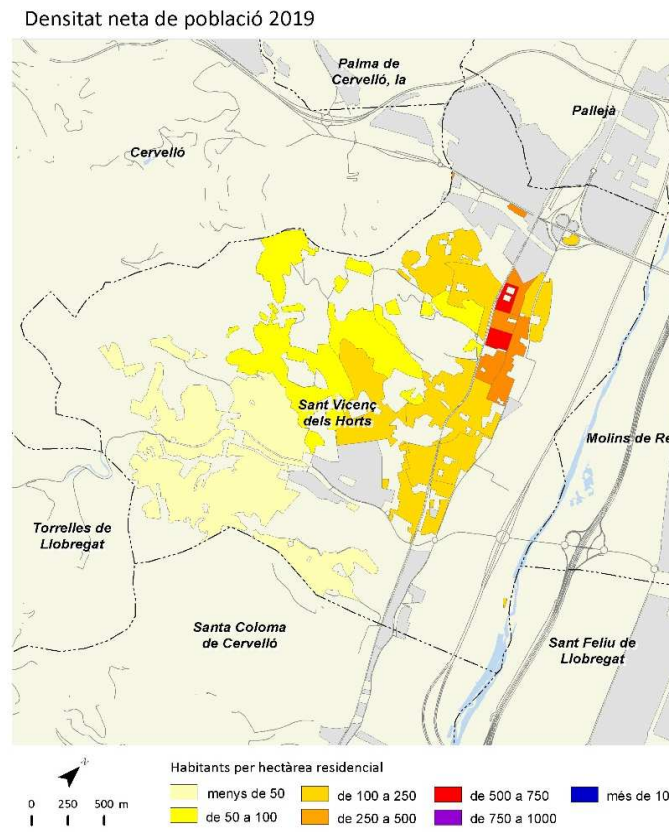 Densitat neta de població 2019
Palma de
Cervelló, la
Pallejà
Cervelló
Sant Vicenç
dels Horts
Molins de Re
Torrelles de
Llobregat
Santa Coloma
de Cervelló
Sant Feliu de
Llobregat
Habitants per hectàrea residencial
menys de 50
de 100 a 250
de 500 a 750
més de 10
de 50 a 100
de 250 a 500
de 750 a 1000
0 250 500 m